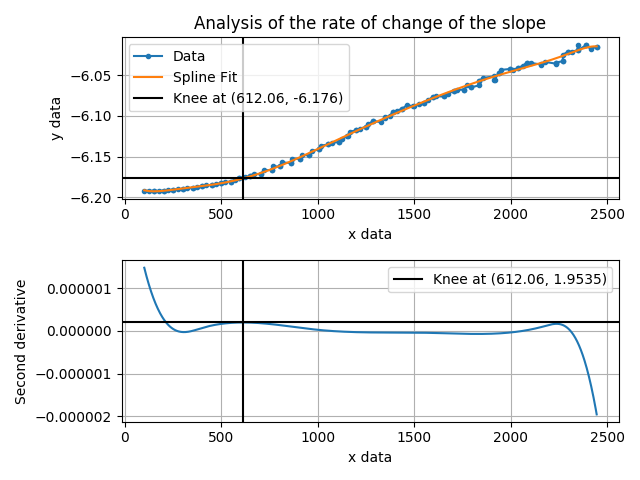 Analysis of the rate of change of the slope
Data
Spline Fit
Knee at (612.06, -6.176)
y data
−6.05
−6.10
−6.15
−6.20
0 500 1000 1500 2000 2500
x data
Knee at (612.06, 1.9535)
Second derivative
0.000001
0.000000
−0.000001
−0.000002
0 500 1000 1500 2000 2500
x data